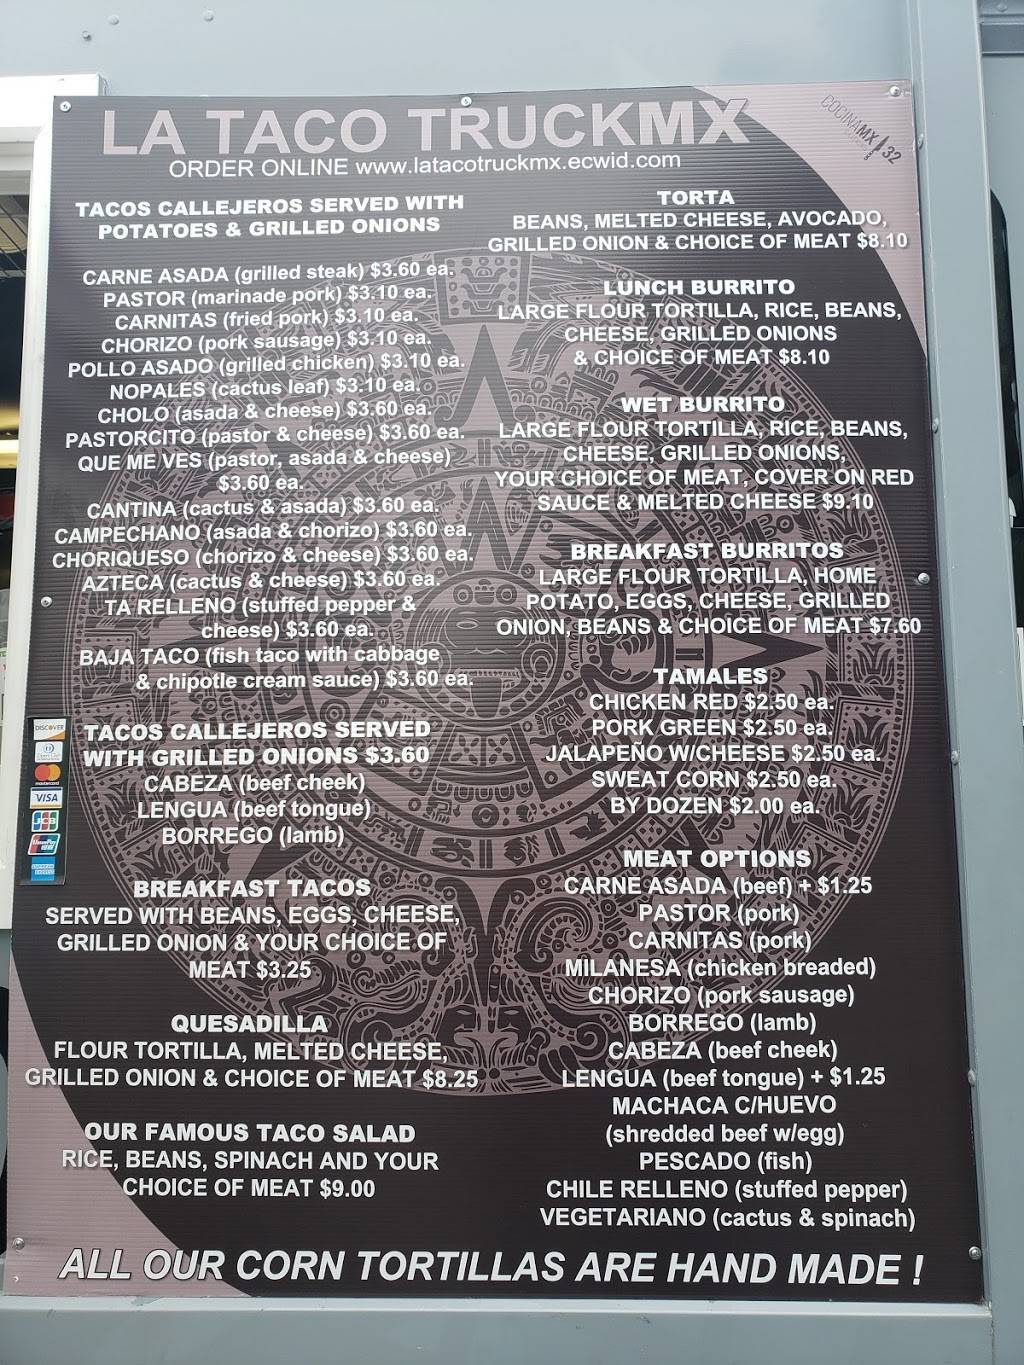 LA TACO TRUCKMX
ORDER ONLINE www.latacotruckmx.ecwid.com
COCINAMX 32
TACOS CALLEJEROS SERVED WITH
POTATOES & GRILLED ONIONS
CARNE ASADA (grilled steak) $3.60 ea.
PASTOR (marinade pork) $3.10 ea.
CARNITAS (fried pork) $3.10 ea.
CHORIZO (pork sausage) $3.10 ea.
POLLO ASADO (grilled chicken) $3.10 ea.
NOPALES (cactus leaf) $3.10 ea.
CHOLO (asada & cheese) $3.60 ea.
PASTORCITO (pastor & cheese) $3.60 ea.
QUE ME VES (pastor, asada & cheese)
$3.60 ea.
CANTINA (cactus & asada) $3.60 ea.
CAMPECHANO (asada & chorizo) $3.60 ea.
CHORIQUESO (chorizo & cheese) $3.60 ea.
AZTECA (cactus & cheese) $3.60 ea.
TA RELLENO (stuffed pepper &
cheese) $3.60 ea.
BAJA TACO (fish taco with cabbage
& chipotle cream sauce) $3.60 ea.
TACOS CALLEJEROS SERVED
WITH GRILLED ONIONS $3.60
CABEZA (beef cheek)
LENGUA (beef tongue)
BORREGO (lamb)
BREAKFAST TACOS
SERVED WITH BEANS, EGGS, CHEESE,
GRILLED ONION & YOUR CHOICE OF
MEAT $3.25
QUESADILLA
FLOUR TORTILLA, MELTED CHEESE,
GRILLED ONION & CHOICE OF MEAT $8.25
OUR FAMOUS TACO SALAD
RICE, BEANS, SPINACH AND YOUR
CHOICE OF MEAT $9.00
TORTA
BEANS, MELTED CHEESE, AVOCADO,
GRILLED ONION & CHOICE OF MEAT $8.10
LUNCH BURRITO
LARGE FLOUR TORTILLA, RICE, BEANS,
CHEESE, GRILLED ONIONS
& CHOICE OF MEAT $8.10
WET BURRITO
LARGE FLOUR TORTILLA, RICE, BEANS,
CHEESE, GRILLED ONIONS,
YOUR CHOICE OF MEAT, COVER ON RED
SAUCE & MELTED CHEESE $9.10
BREAKFAST BURRITOS
LARGE FLOUR TORTILLA, HOME
POTATO, EGGS, CHEESE, GRILLED
ONION, BEANS & CHOICE OF MEAT $7.60
TAMALES
CHICKEN RED $2.50 ea.
PORK GREEN $2.50 ea.
JALAPEÑO W/CHEESE $2.50 ea.
SWEAT CORN $2.50 ea.
BY DOZEN $2.00 ea.
MEAT OPTIONS
CARNE ASADA (beef) + $1.25
PASTOR (pork)
CARNITAS (pork)
MILANESA (chicken breaded)
CHORIZO (pork sausage)
BORREGO (lamb)
CABEZA (beef cheek)
LENGUA (beef tongue) + $1.25
MACHACA C/HUEVO
(shredded beef w/egg)
PESCADO (fish)
CHILE RELLENO (stuffed pepper)
VEGETARIANO (cactus & spinach)
DISCOVER
mastercard
VISA
JCB
UnionPay
ALL OUR CORN TORTILLAS ARE HAND MADE !